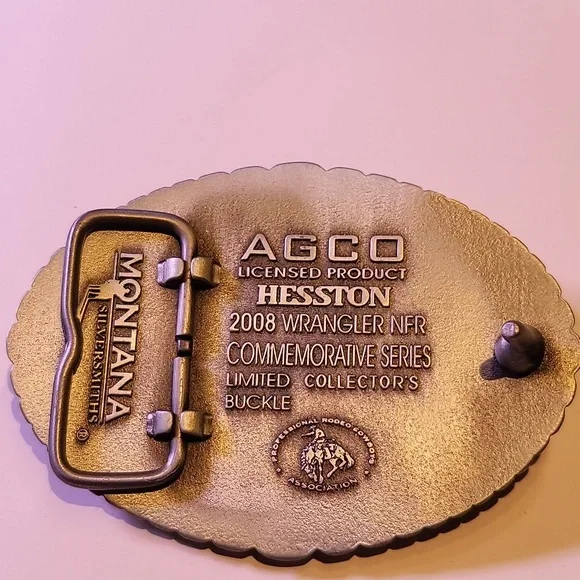 AGCO
LICENSED PRODUCT
HESSTON
2008 WRANGLER NFR
COMMEMORATIVE SERIES
LIMITED COLLECTOR'S
BUCKLE
PROFESSIONAL RODEO COWBOYS
ASSOCIATION
MONTANA
SILVERSMITHS®